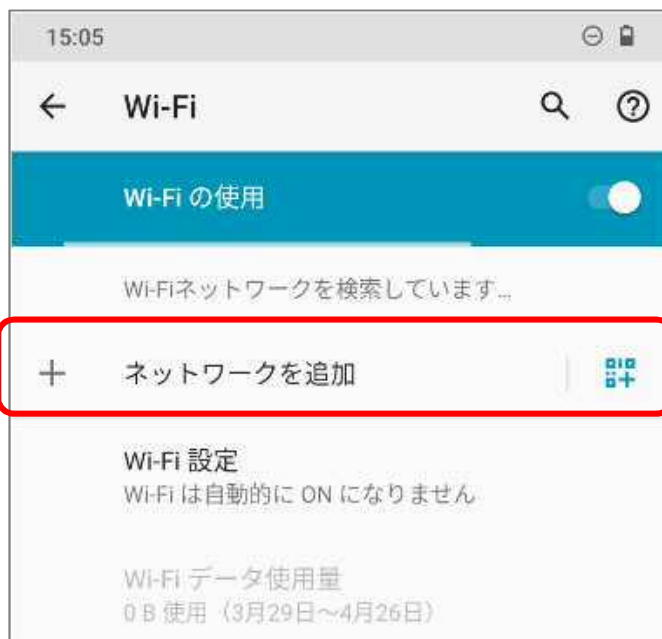 15:05
Wi-Fi
Wi-Fi の使用
Wi-Fiネットワークを検索しています...
ネットワークを追加
Wi-Fi 設定
Wi-Fi は自動的に ON になりません
Wi-Fi データ使用量
0 B 使用（3月29日～4月26日）